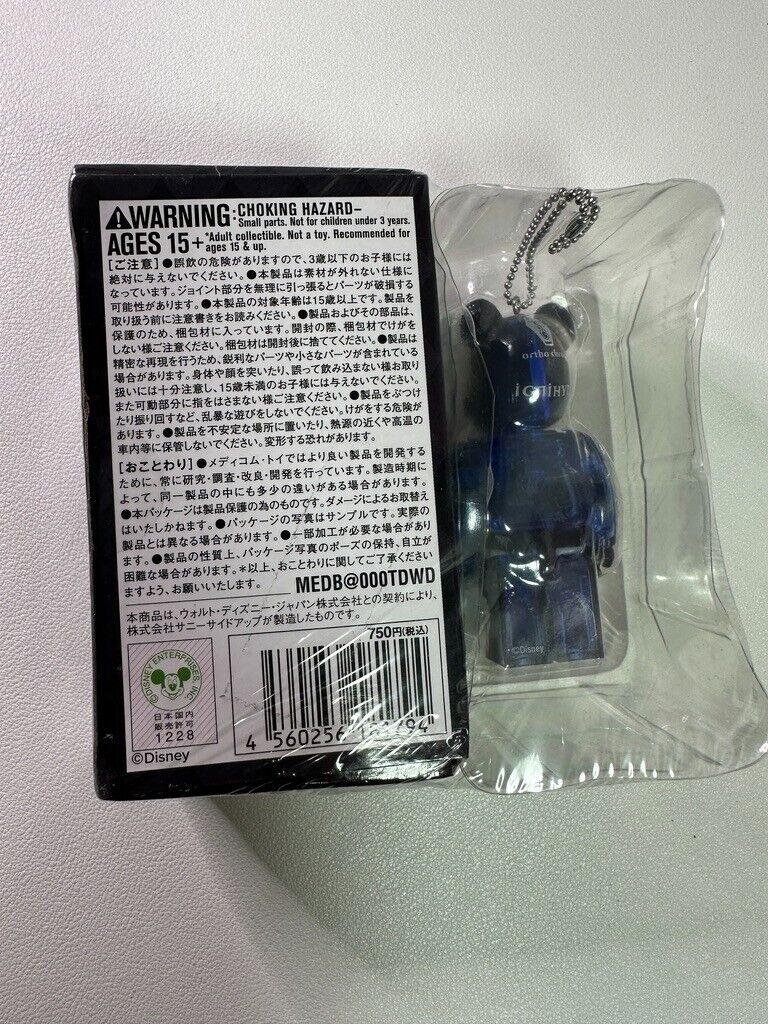 WARNING:CHOKING HAZARD–
Small parts. Not for children under 3 years.
AGES 15+ *Adult collectible. Not a toy. Recommended for
ages 15 & up.
[ご注意]●誤飲の危険がありますので、3歳以下のお子様には
絶対に与えないでください。●本製品は素材が外れない仕様に
なっています。ジョイント部分を無理に引っ張るとパーツが破損する
可能性があります。●本製品の対象年齢は15歳以上です。製品を
取り扱う前に注意書きをお読みください。●製品およびその部品は、
保護のため、梱包材に入っています。開封の際、梱包材でけがを
しない様ご注意ください。梱包材は開封後に捨ててください。●製品は
精密な再現を行うため、鋭利なパーツや小さなパーツが含まれている
場合があります。身体や顔を突いたり、誤って飲み込まない様お取り
扱いには十分注意し、15歳未満のお子様には与えないでください。
また可動部分に指をはさまない様ご注意ください。●製品をぶつけ
たり振り回すなど、乱暴な遊びをしないでください。けがをする危険が
あります。●製品を不安定な場所に置いたり、熱源の近くや高温の
車内等に保管しないでください。変形する恐れがあります。
[おことわり]●メディコム・トイではより良い製品を開発する
ために、常に研究・調査・改良・開発を行っています。製造時期に
よって、同一製品の中にも多少の違いがある場合があります。
●本パッケージは製品保護の為のものです。ダメージによるお取替え
はいたしかねます。●パッケージの写真はサンプルです。実際の
製品とは異なる場合があります。●一部加工が必要な場合があり
ます。●製品の性質上、パッケージ写真のポーズの保持、自立が
困難な場合があります。*以上、おことわりに関してご了承ください
ますよう、お願いいたします。 MEDB@000TDWD
本商品は、ウォルト・ディズニー・ジャパン株式会社との契約により、
株式会社サニーサイドアップが製造したものです。
750円(税込)
©DISNEY ENTERPRISES, INC.
日本国内
販売許可
1228
©Disney
4 560256
ortho
©Disney